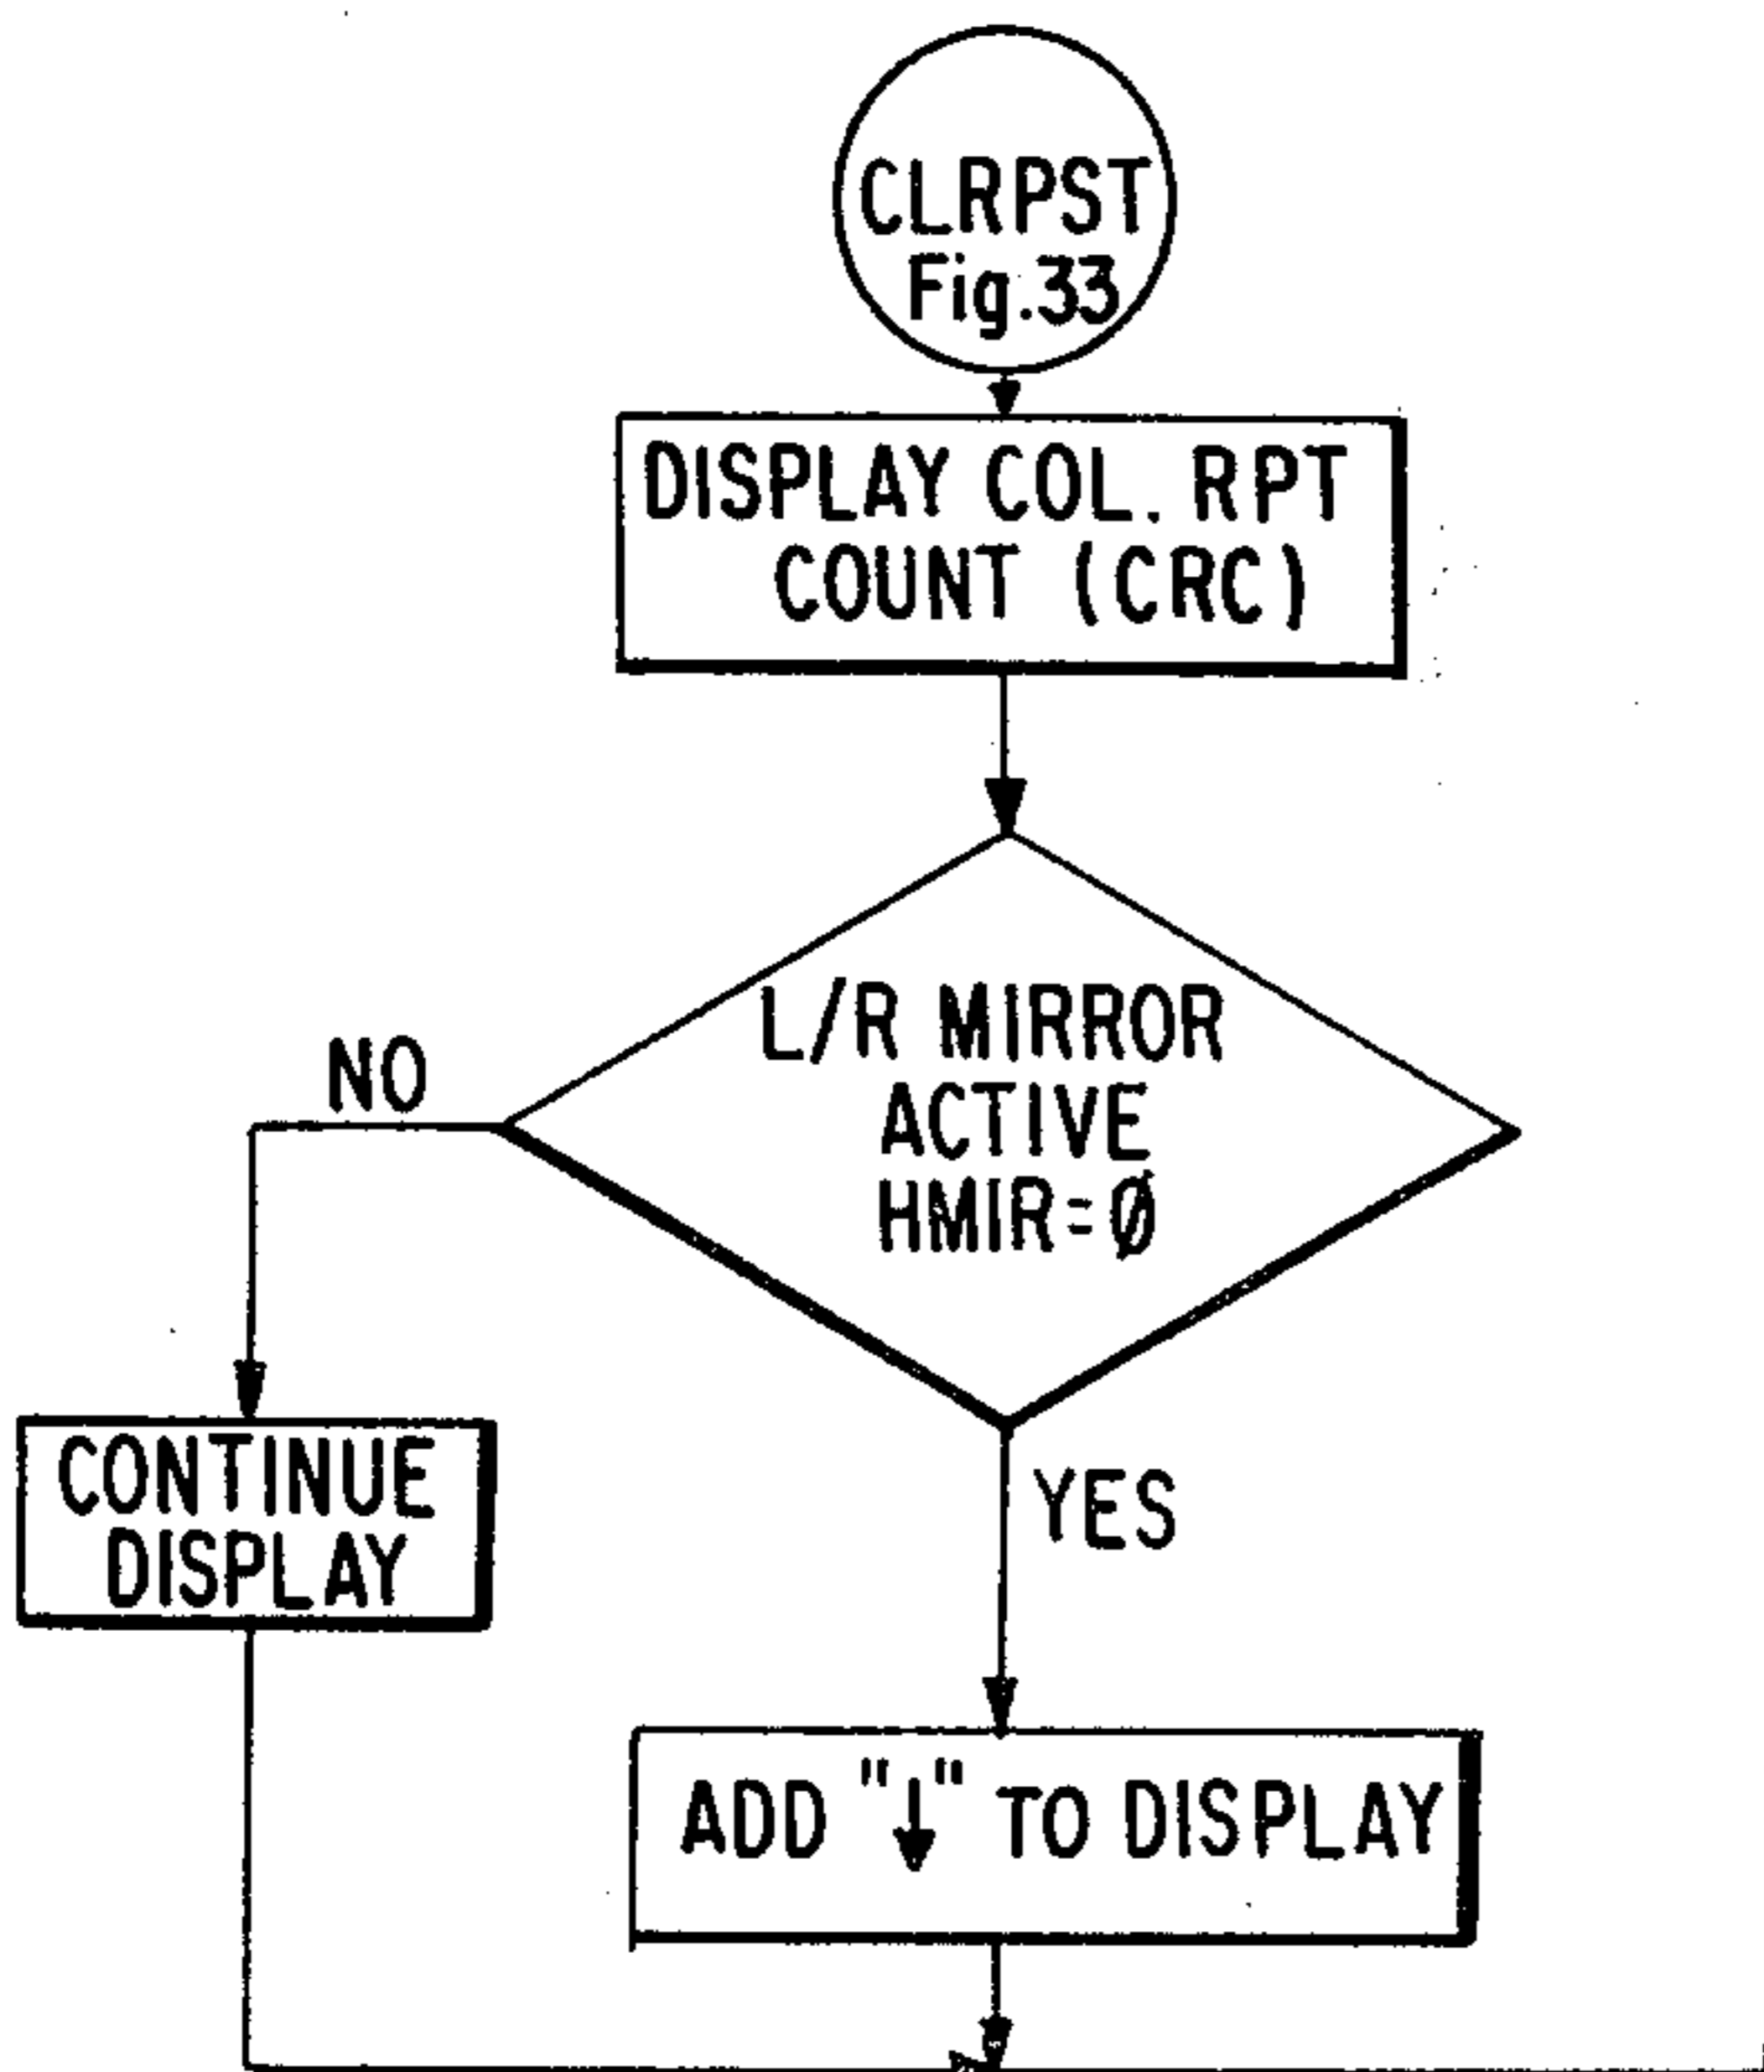 CLRPST
Fig.33
DISPLAY COL. RPT
COUNT (CRC)
L/R MIRROR
ACTIVE
HMIR=Ø
NO
CONTINUE
DISPLAY
YES
ADD "↓" TO DISPLAY